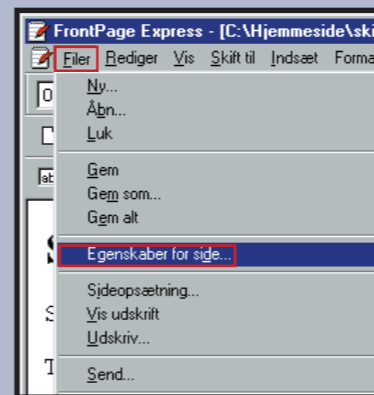 FrontPage Express - [C:\Hjemmeside\ski
Filer Rediger Vis Skift til Indsæt Forma
Ny...
Åbn...
Luk
Gem
Gem som...
Gem alt
Egenskaber for side...
Sideopsætning...
Vis udskrift
Udskriv...
Send...